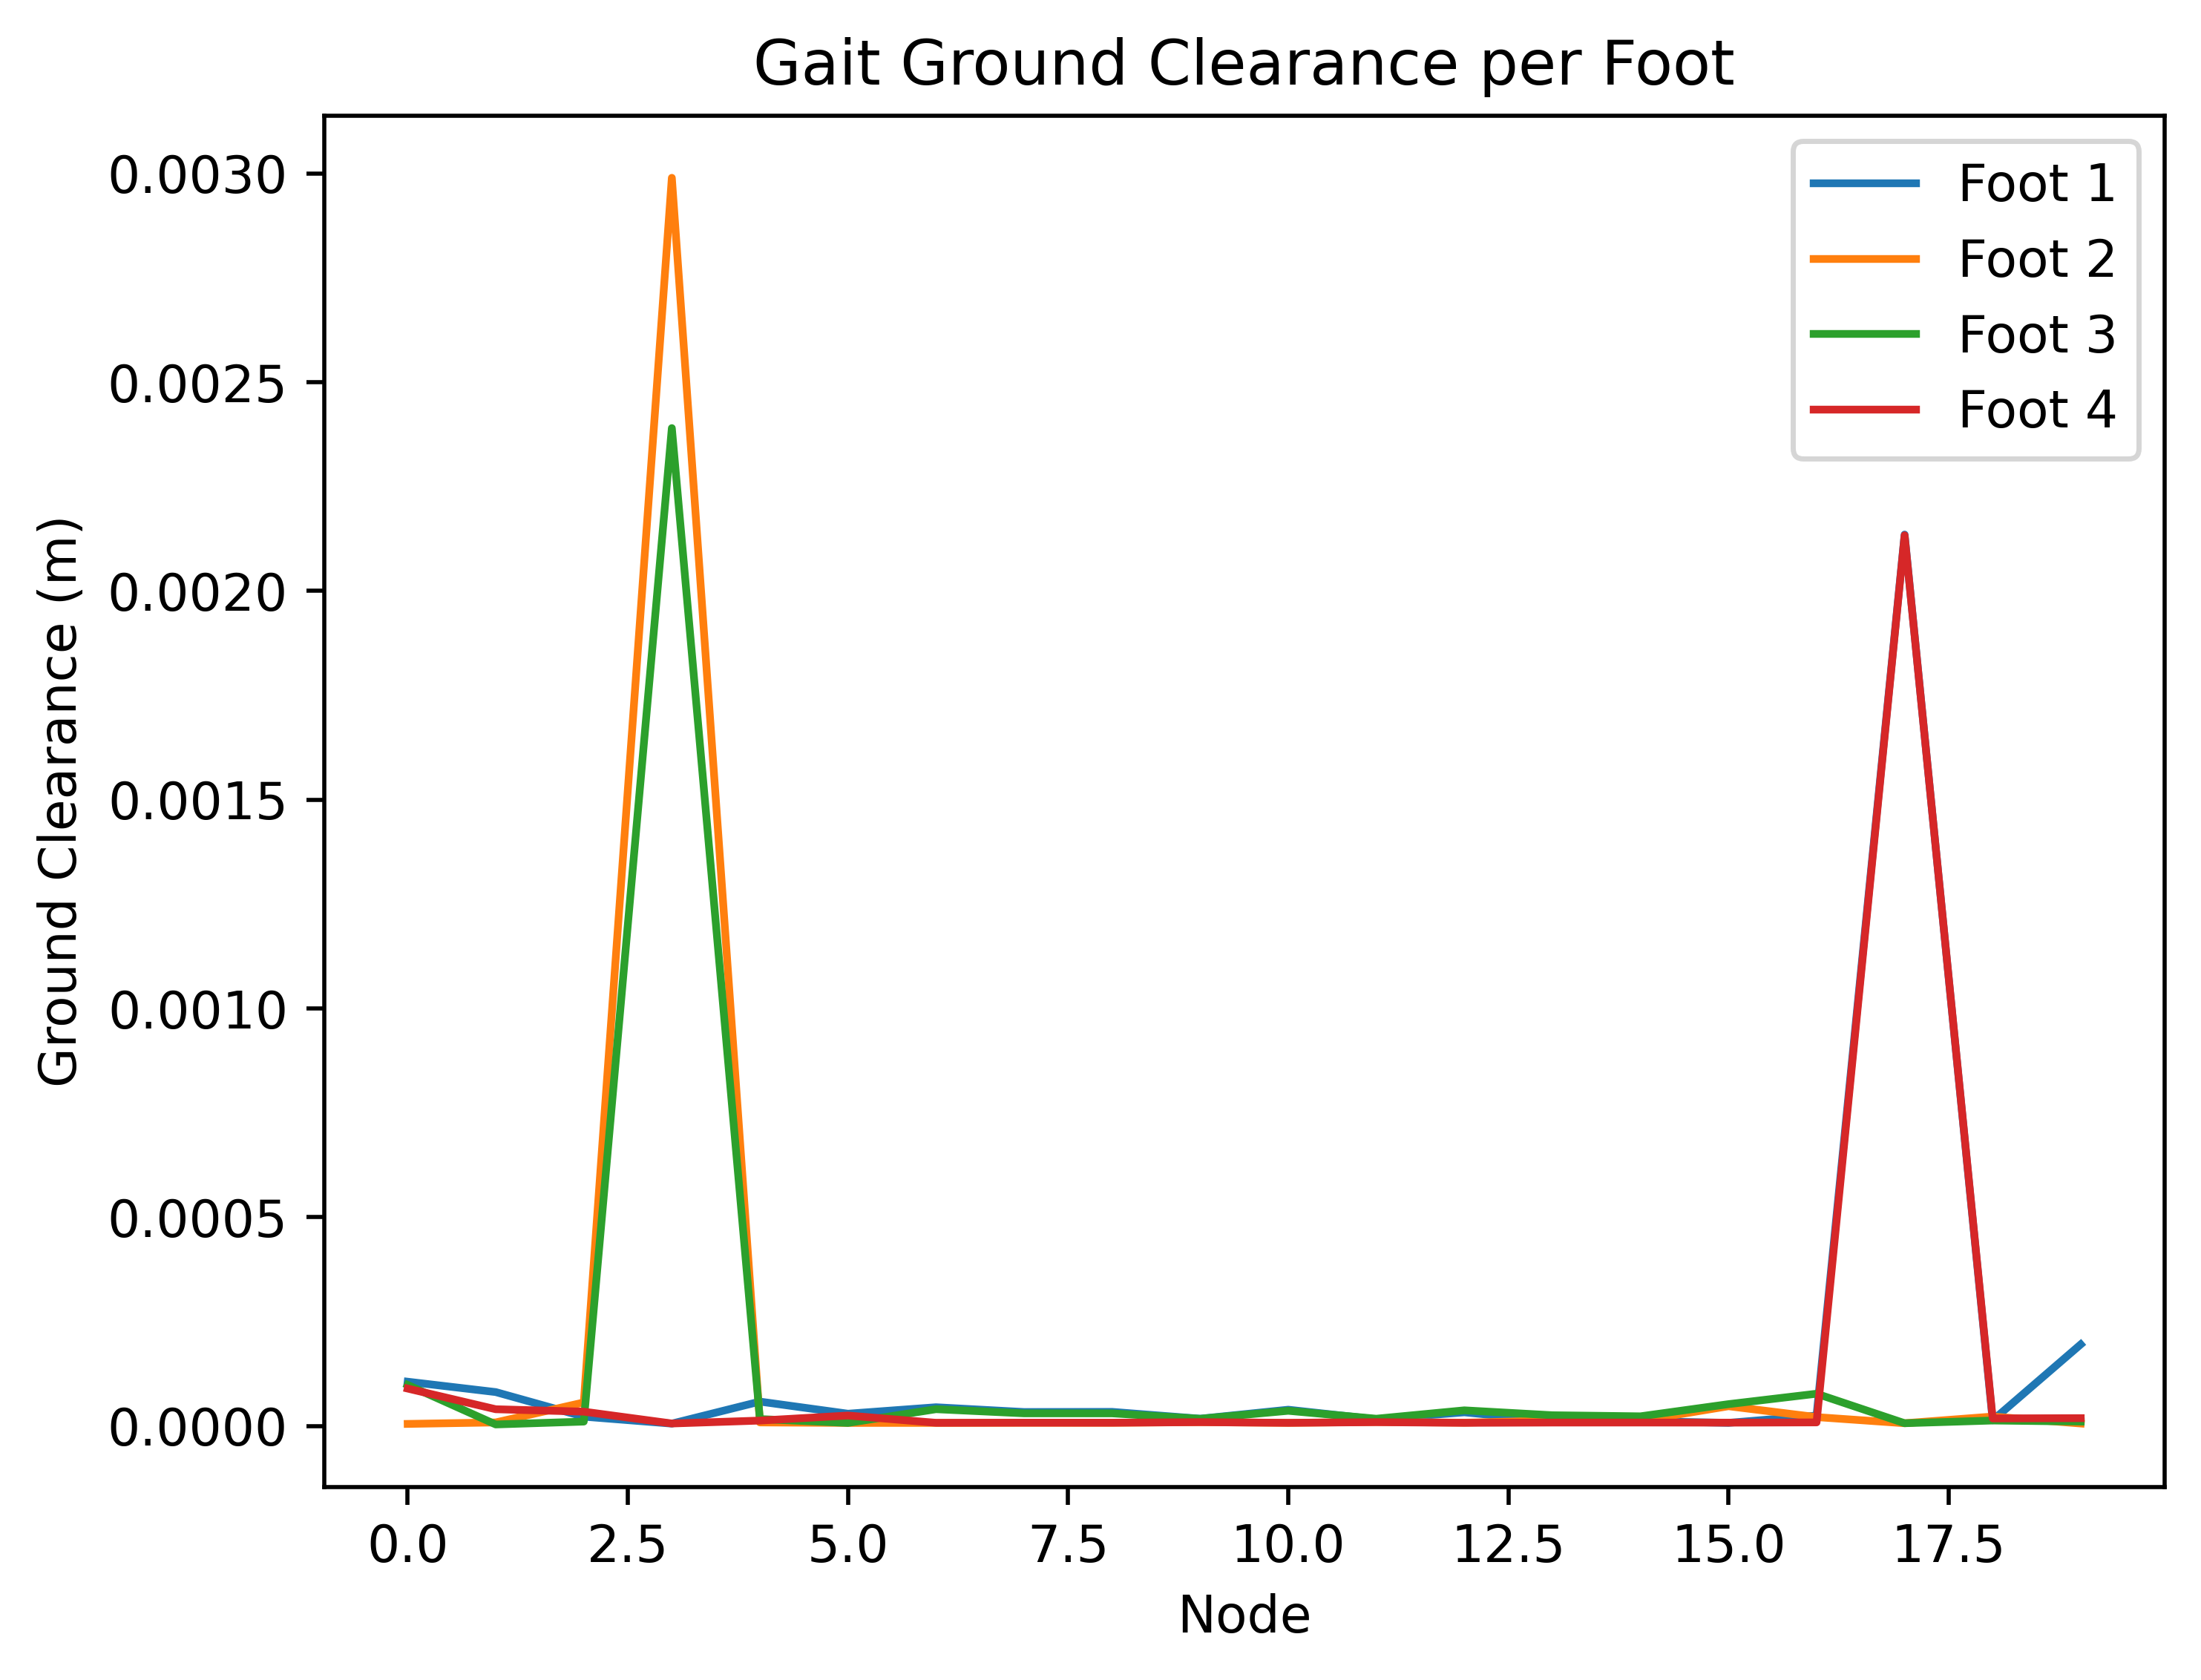 Gait Ground Clearance per Foot
Foot 1
Foot 2
Foot 3
Foot 4
Ground Clearance (m)
0.0030
0.0025
0.0020
0.0015
0.0010
0.0005
0.0000
0.0 2.5 5.0 7.5 10.0 12.5 15.0 17.5
Node